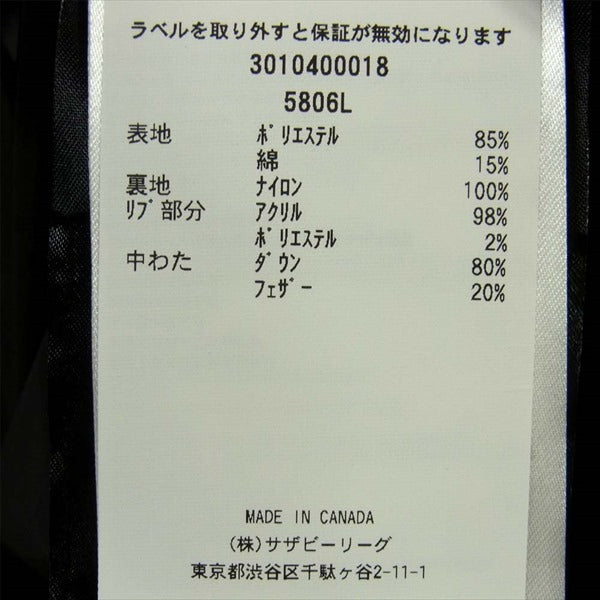 ラベルを取り外すと保証が無効になります
3010400018
5806L
表地 ﾎﾟﾘｴｽﾃﾙ 85%
綿 15%
裏地 ﾅｲﾛﾝ 100%
ﾘﾌﾞ部分 ｱｸﾘﾙ 98%
ﾎﾟﾘｴｽﾃﾙ 2%
中わた ﾀﾞｳﾝ 80%
ﾌｪｻﾞｰ 20%
MADE IN CANADA
(株)サザビーリーグ
東京都渋谷区千駄ヶ谷2-11-1